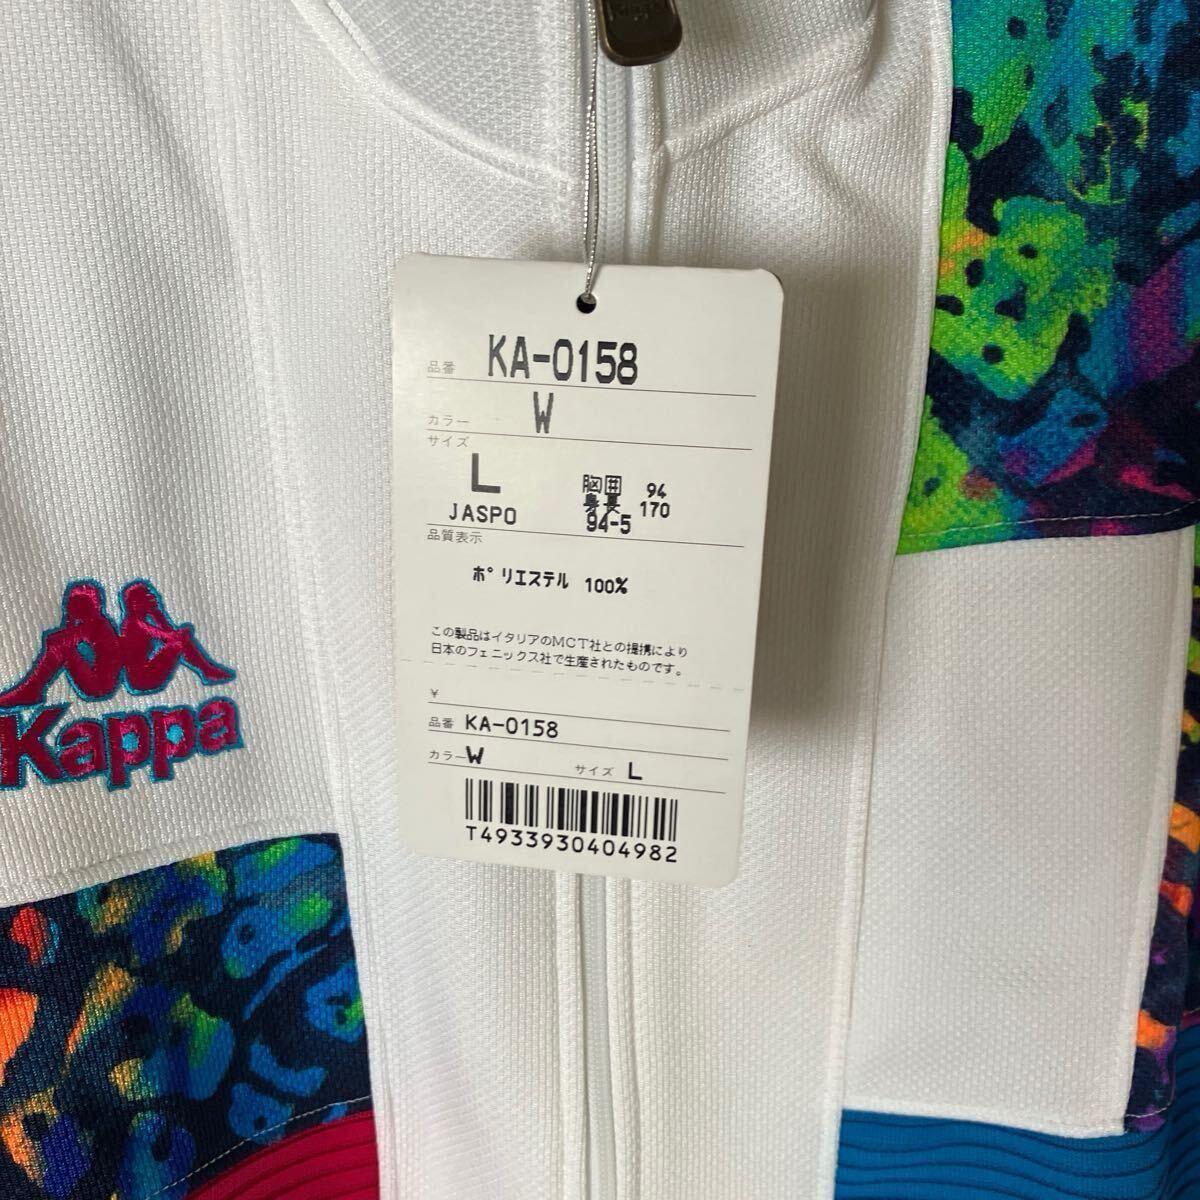 品番 KA-0158
カラー W
サイズ
L 胸囲 94
身長 170
JASPO 94-5
品質表示
ポリエステル 100%
この製品はイタリアのMCT社との提携により
日本のフェニックス社で生産されたものです。
¥
品番 KA-0158
カラー W サイズ L
T4933930404982
Kappa